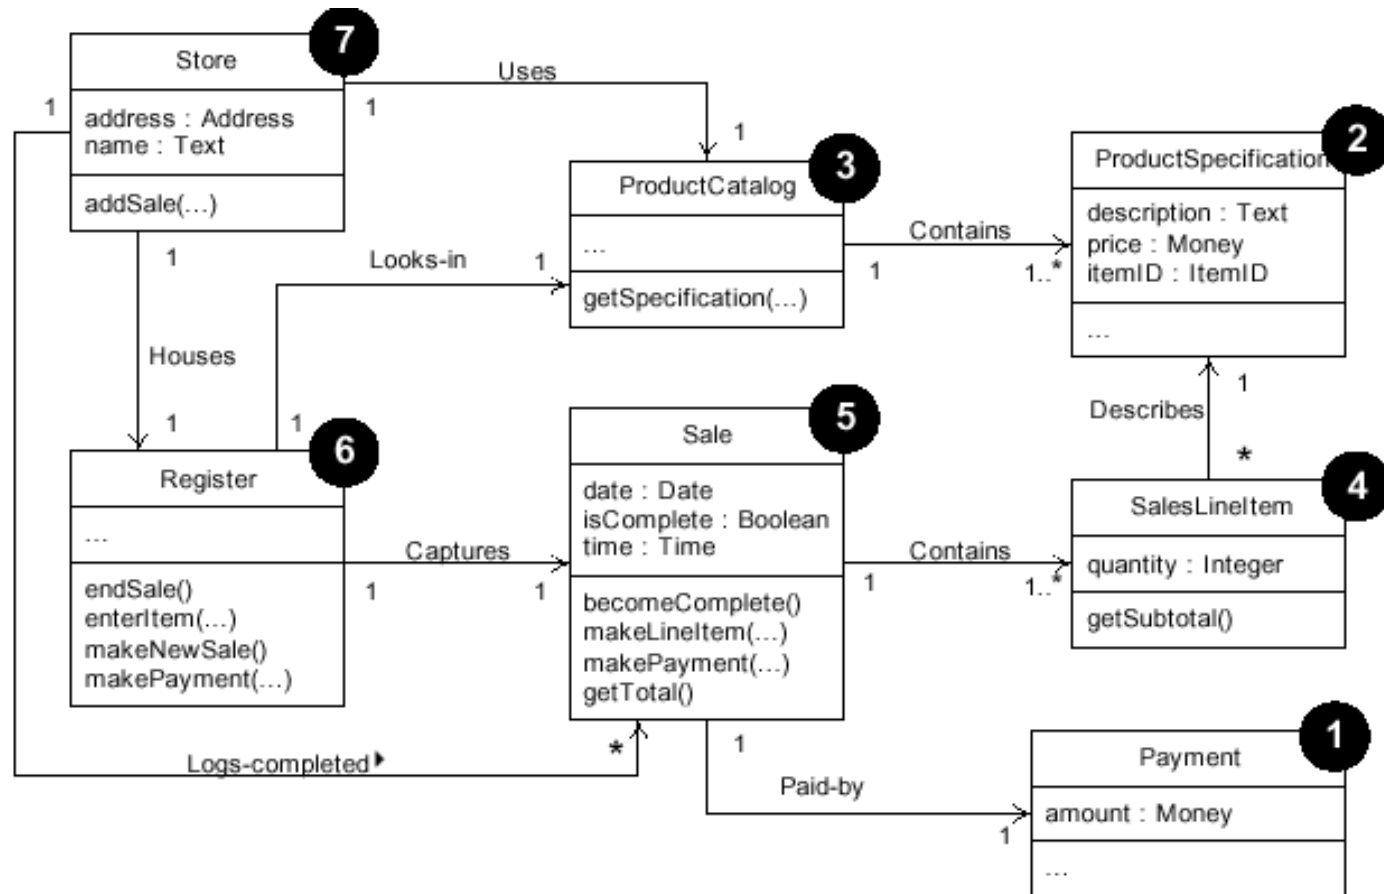 7
Store
address : Address
name : Text
addSale(...)
1
1
Uses
1
3
ProductCatalog
...
getSpecification(...)
2
ProductSpecification
description : Text
price : Money
itemID : ItemID
...
Contains
1
1..*
1
Houses
1
Looks-in
1
1
6
Register
...
endSale()
enterItem(...)
makeNewSale()
makePayment(...)
Captures
1
1
5
Sale
date : Date
isComplete : Boolean
time : Time
becomeComplete()
makeLineItem(...)
makePayment(...)
getTotal()
Contains
1
1..*
1
Describes
*
4
SalesLineItem
quantity : Integer
getSubtotal()
Logs-completed
*
1
Paid-by
1
1
Payment
amount : Money
...